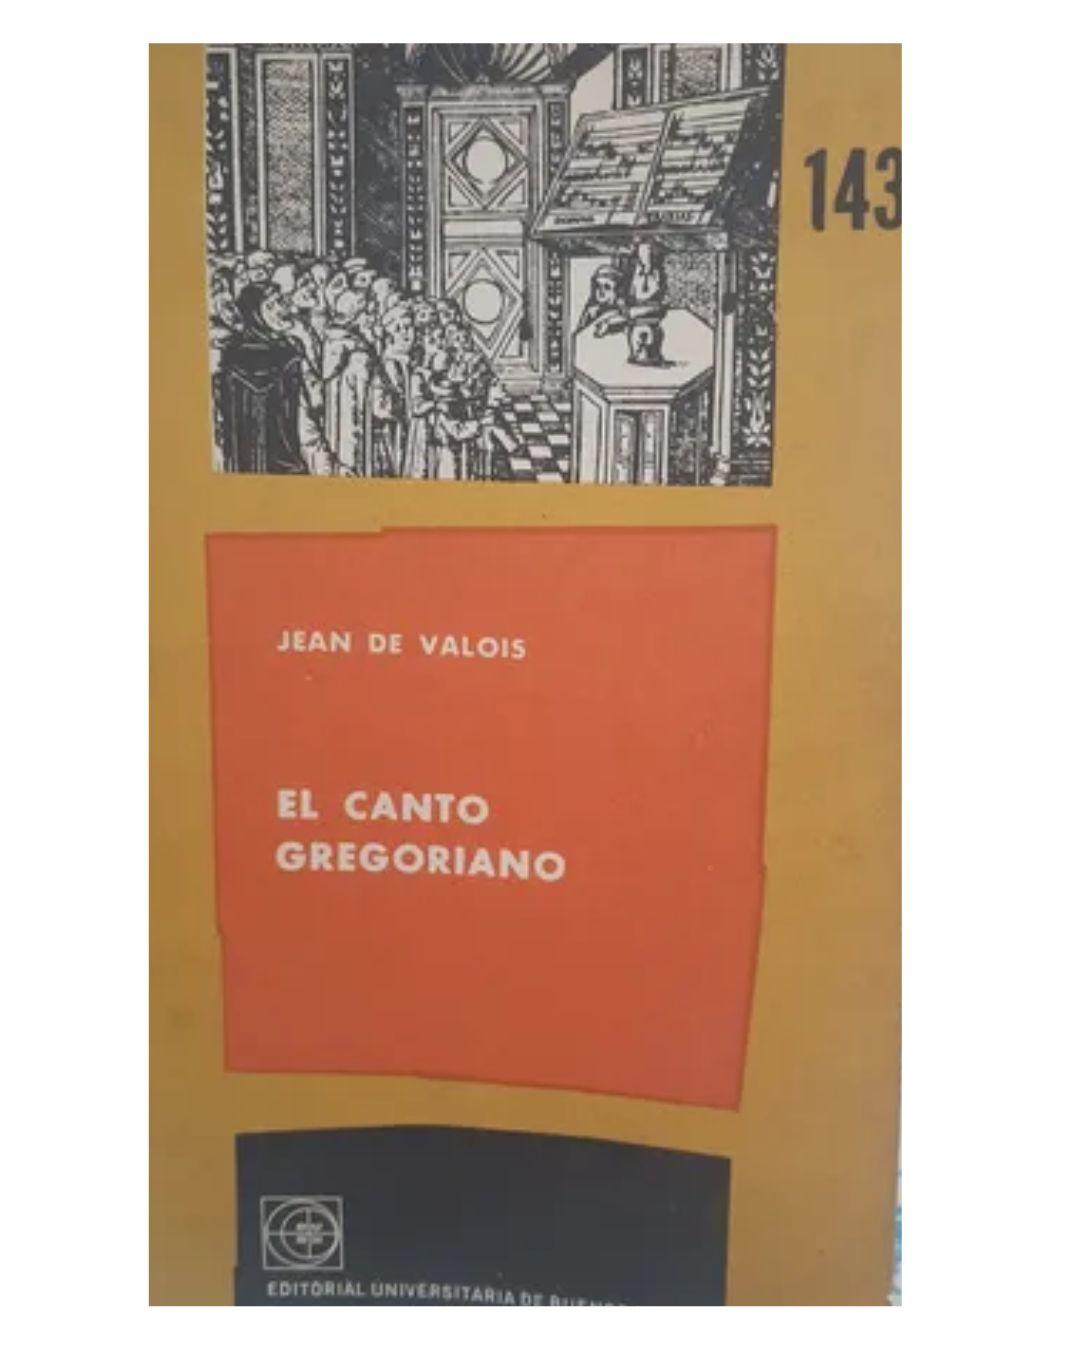 143
JEAN DE VALOIS
EL CANTO
GREGORIANO
EDITORIAL UNIVERSITARIA DE